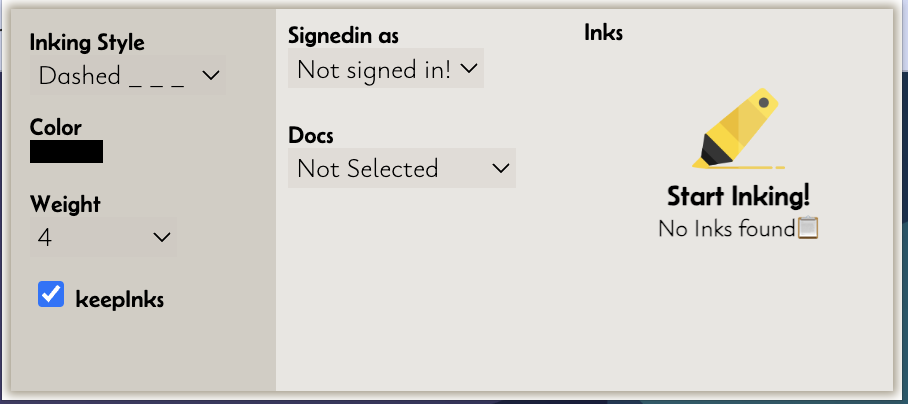 Inking Style
Dashed _ _ _
Color
Weight
4
keepInks
Signedin as
Not signed in!
Docs
Not Selected
Inks
Start Inking!
No Inks found📋